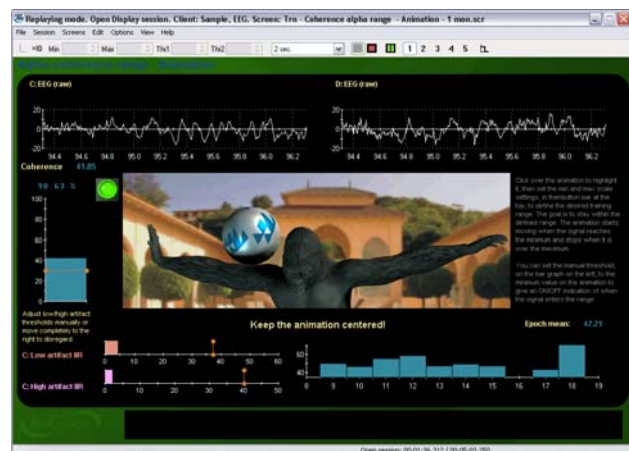 Replaying mode. Open Display session. Client: Sample, EEG. Screen: Trn - Coherence alpha range - Animation - 1 mon.scr
File Session Screens Edit Options View Help
Min Max Thr1 Thr2 2 sec. 1 2 3 4 5
C: EEG (raw) D: EEG (raw)
20 20
0 0
-20 -20
94.4 94.6 94.8 95.0 95.2 95.4 95.6 95.8 96.0 96.2 94.4 94.6 94.8 95.0 95.2 95.4 95.6 95.8 96.0 96.2
Coherence 41.85
98.63 %
100
80
60
40
20
0
Click over the animation to highlight
it, then set the min and max scale
settings, in the button bar at the
top, to define the desired training
range. The goal is to stay within the
defined range. The animation starts
moving when the signal reaches
the minimum and stops when it is
over the maximum.
You can set the manual threshold,
on the bar graph on the left, to the
minimum value on the animation to
give an ON/OFF indication of when
the signal enters the range.
Adjust low/high artifact
thresholds manually or
move completely to the
right to disregard.
Keep the animation centered!
Epoch mean: 47.21
C: Low artifact IIR
0 10 20 30 40 50 60
C: High artifact IIR
0 10 20 30 40 50
60
40
8 9 10 11 12 13 14 15 16 17 18 19